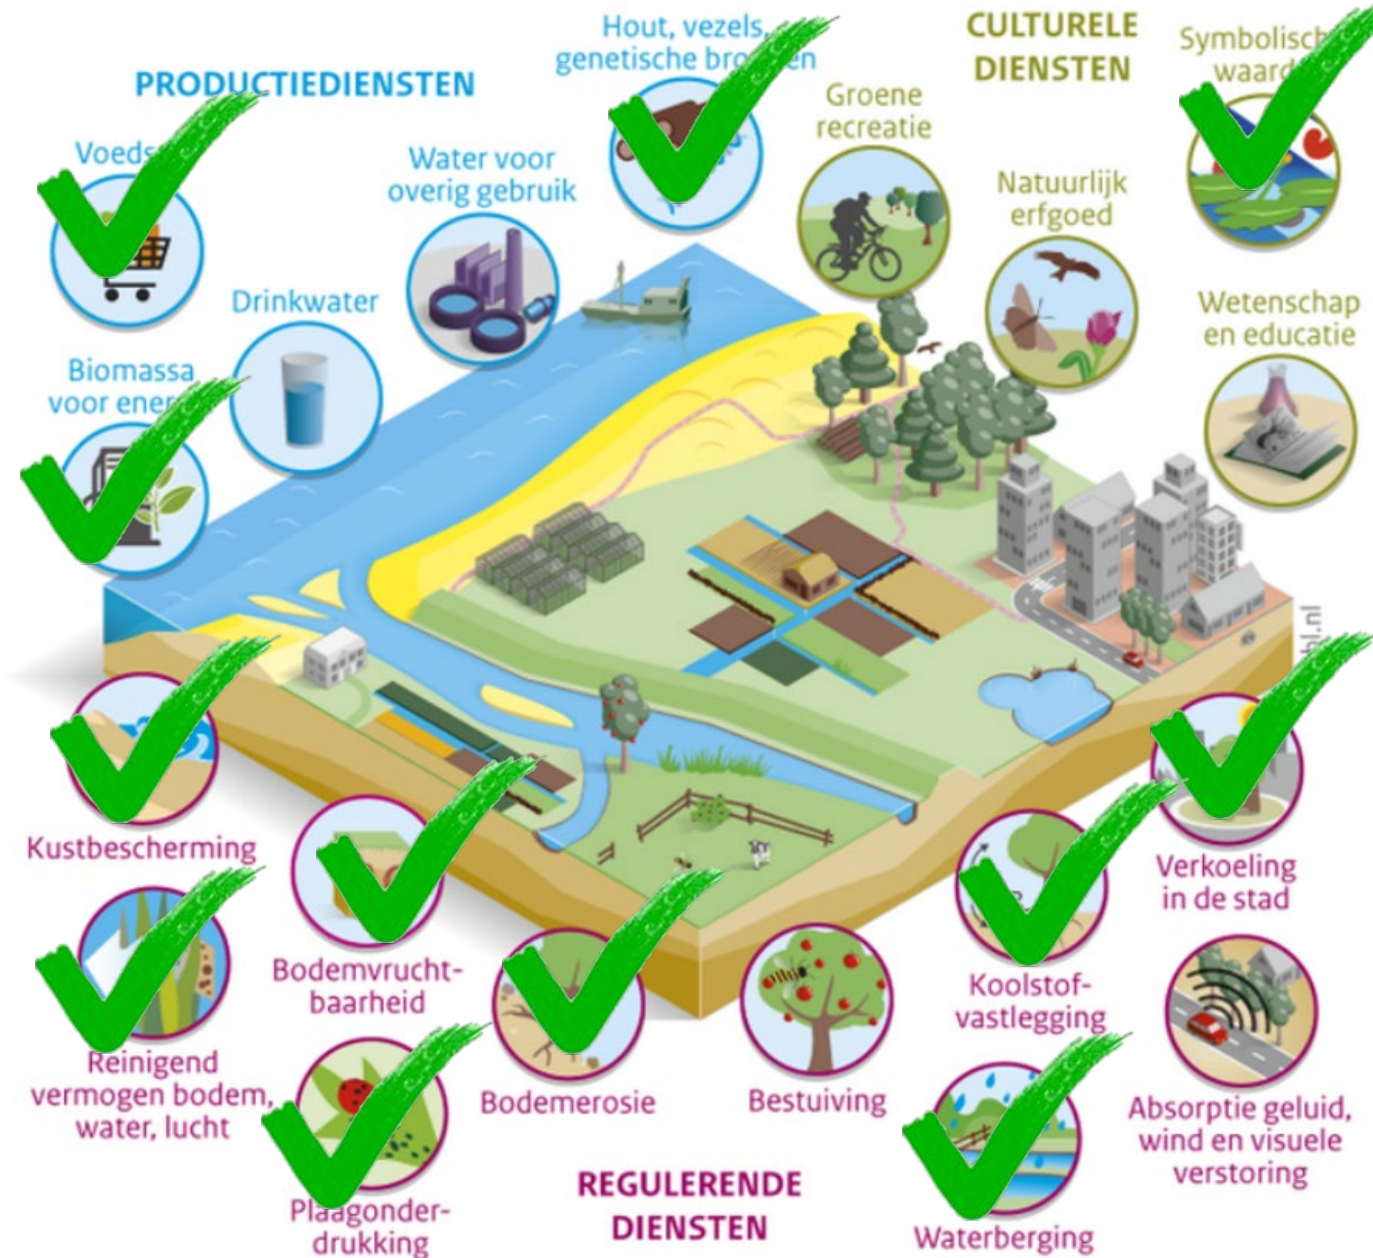 PRODUCTIEDIENSTEN
Hout, vezels,
genetische
CULTURELE
DIENSTEN
Groene
recreatie
Water voor
overig gebruik
Natuurlijk
erfgoed
Drinkwater
Wetenschap
en educatie
Biomassa
voor
Kustbescherming
Bodemvrucht-
baarheid
Reinigend
vermogen bodem,
water, lucht
Plaagonder-
drukking
Bodemerosie
Bestuiving
Koolstof-
vastlegging
Verkoeling
in de stad
Absorptie geluid,
wind en visuele
verstoring
Waterberging
REGULERENDE
DIENSTEN